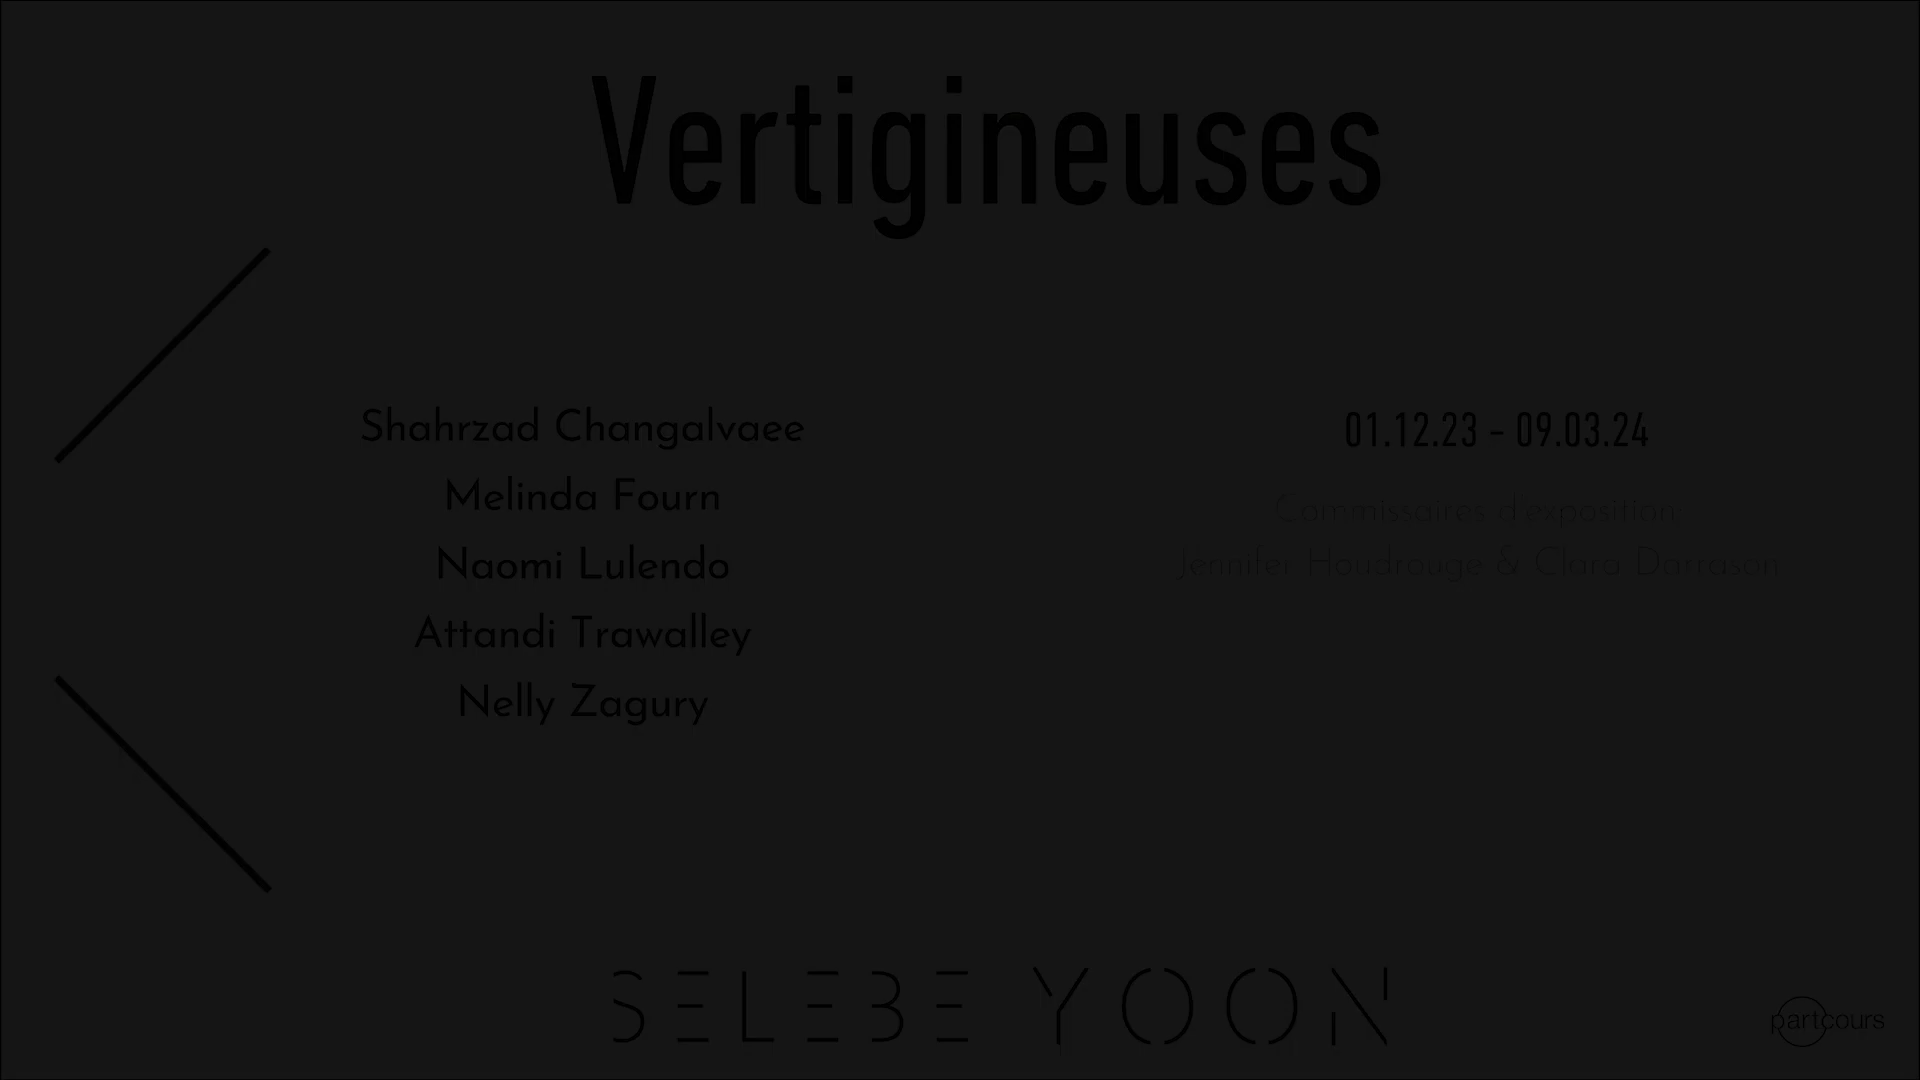 Vertigineuses
Shahrzad Changalvaee
Melinda Fourn
Naomi Lulendo
Attandi Trawalley
Nelly Zagury
01.12.23 - 09.03.24
Commissaires d'exposition
Jennifer Houdrouge & Clara Darrason
SELEBE YOON
partcours